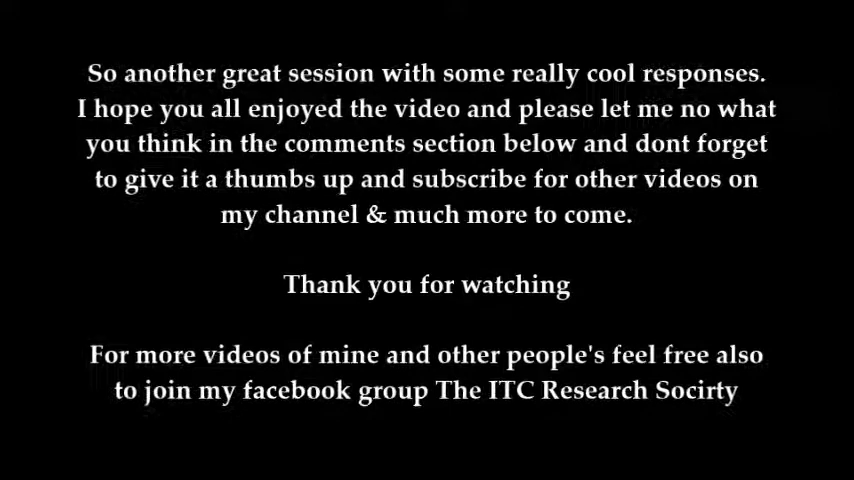 So another great session with some really cool responses.
I hope you all enjoyed the video and please let me no what
you think in the comments section below and dont forget
to give it a thumbs up and subscribe for other videos on
my channel & much more to come.
Thank you for watching
For more videos of mine and other people's feel free also
to join my facebook group The ITC Research Socirty